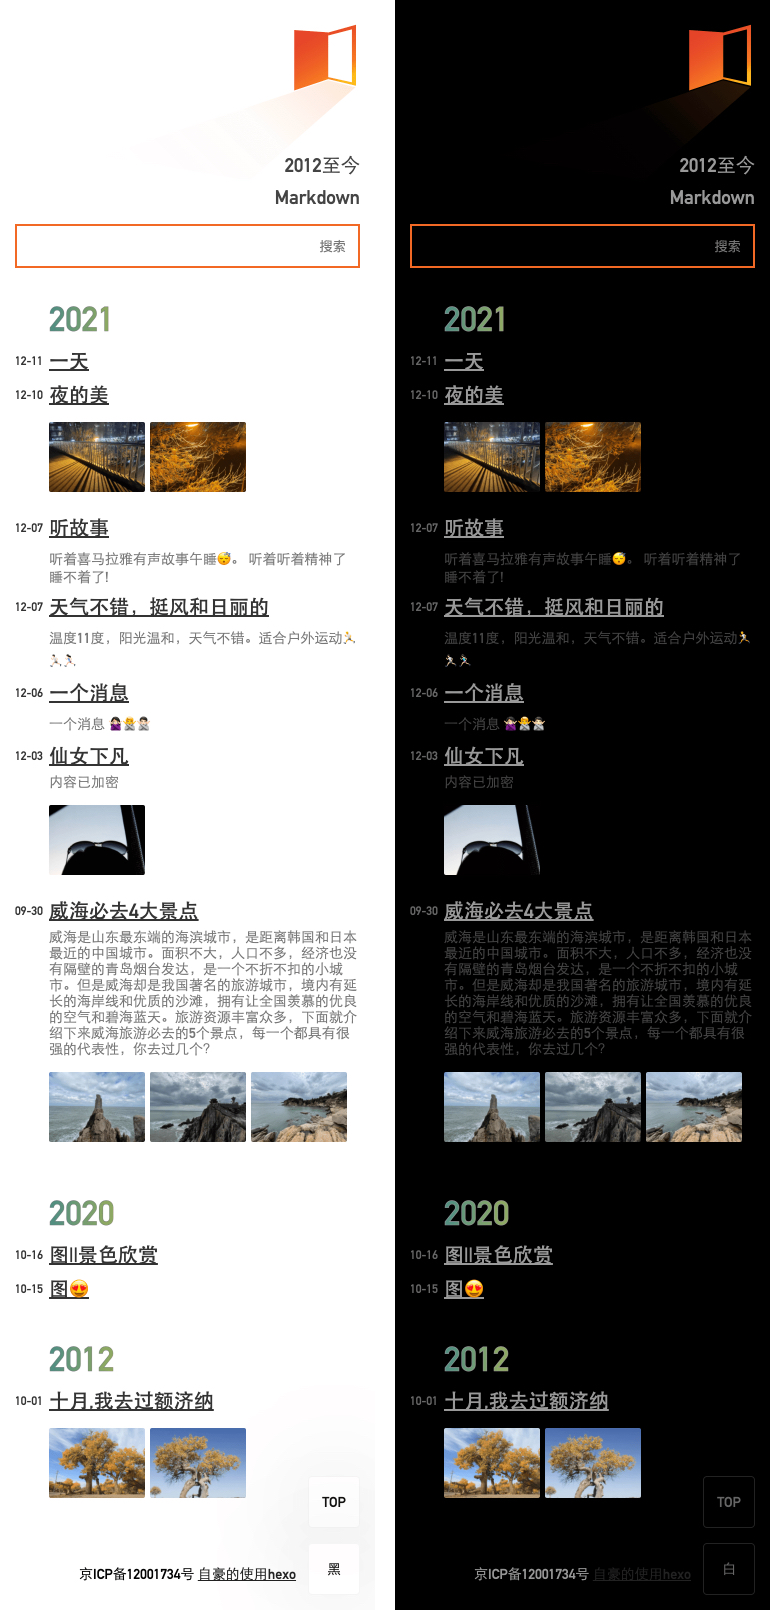 2012至今
Markdown
搜索
2021
12-11 一天
12-10 夜的美
12-07 听故事
听着喜马拉雅有声故事午睡😴。 听着听着精神了
睡不着了!
12-07 天气不错，挺风和日丽的
温度11度，阳光温和，天气不错。适合户外运动
12-06 一个消息
一个消息
12-03 仙女下凡
内容已加密
09-30 威海必去4大景点
威海是山东最东端的海滨城市，是距离韩国和日本
最近的中国城市。面积不大，人口不多，经济也没
有隔壁的青岛烟台发达，是一个不折不扣的小城
市。但是威海却是我国著名的旅游城市，境内有延
长的海岸线和优质的沙滩，拥有让全国羡慕的优良
的空气和碧海蓝天。旅游资源丰富众多，下面就介
绍下来威海旅游必去的5个景点，每一个都具有很
强的代表性，你去过几个？
2020
10-16 图||景色欣赏
10-15 图😍
2012
10-01 十月,我去过额济纳
TOP
黑
京ICP备12001734号 自豪的使用hexo
2012至今
Markdown
搜索
2021
12-11 一天
12-10 夜的美
12-07 听故事
听着喜马拉雅有声故事午睡😴。 听着听着精神了
睡不着了!
12-07 天气不错，挺风和日丽的
温度11度，阳光温和，天气不错。适合户外运动
12-06 一个消息
一个消息
12-03 仙女下凡
内容已加密
09-30 威海必去4大景点
威海是山东最东端的海滨城市，是距离韩国和日本
最近的中国城市。面积不大，人口不多，经济也没
有隔壁的青岛烟台发达，是一个不折不扣的小城
市。但是威海却是我国著名的旅游城市，境内有延
长的海岸线和优质的沙滩，拥有让全国羡慕的优良
的空气和碧海蓝天。旅游资源丰富众多，下面就介
绍下来威海旅游必去的5个景点，每一个都具有很
强的代表性，你去过几个？
2020
10-16 图||景色欣赏
10-15 图😍
2012
10-01 十月,我去过额济纳
TOP
白
京ICP备12001734号 自豪的使用hexo